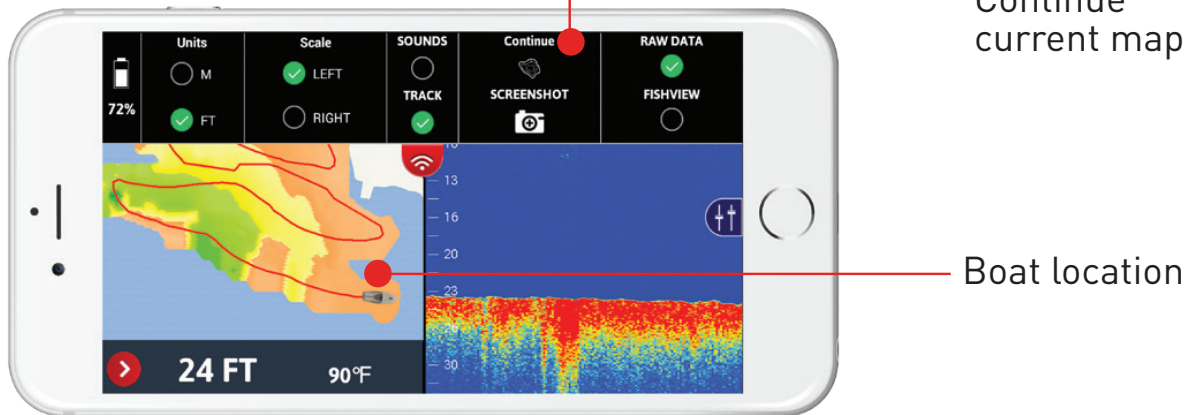 Continue
current map
Units
Scale
SOUNDS
Continue
RAW DATA
M
LEFT
TRACK
SCREENSHOT
FISHVIEW
72%
FT
RIGHT
13
16
20
23
26
30
24 FT
90°F
Boat location